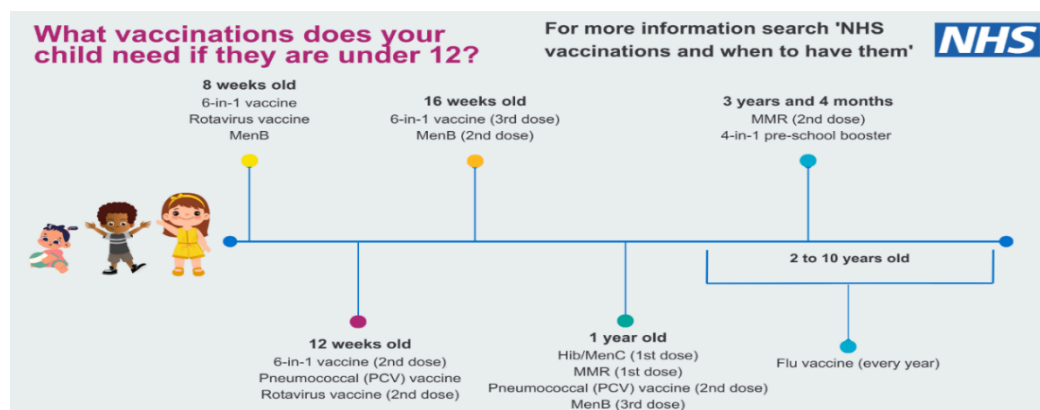 What vaccinations does your
child need if they are under 12?
For more information search 'NHS
vaccinations and when to have them'
NHS
8 weeks old
6-in-1 vaccine
Rotavirus vaccine
MenB
16 weeks old
6-in-1 vaccine (3rd dose)
MenB (2nd dose)
3 years and 4 months
MMR (2nd dose)
4-in-1 pre-school booster
2 to 10 years old
12 weeks old
6-in-1 vaccine (2nd dose)
Pneumococcal (PCV) vaccine
Rotavirus vaccine (2nd dose)
1 year old
Hib/MenC (1st dose)
MMR (1st dose)
Pneumococcal (PCV) vaccine (2nd dose)
MenB (3rd dose)
Flu vaccine (every year)